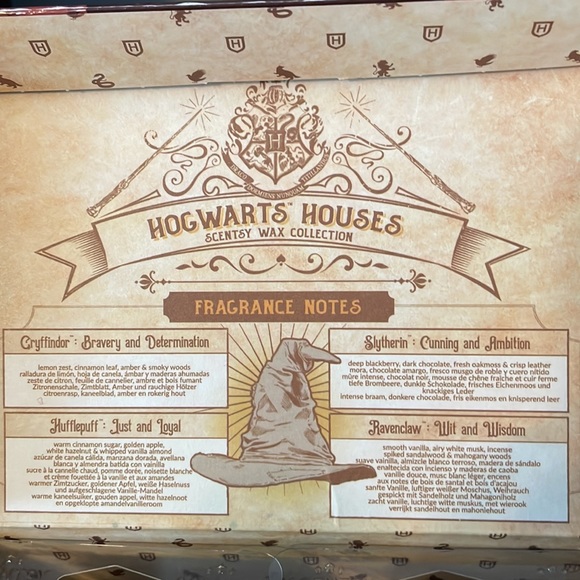 DRACO DORMIENS NUNQUAM TITILLANDUS
HOGWARTS™ HOUSES
SCENTSY WAX COLLECTION
FRAGRANCE NOTES
Gryffindor™: Bravery and Determination
lemon zest, cinnamon leaf, amber & smoky woods
ralladura de limón, hoja de canela, ámbar y maderas ahumadas
zeste de citron, feuille de cannelier, ambre et bois fumant
Zitronenschale, Zimtblatt, Amber und rauchige Hölzer
citroenrasp, kaneelblad, amber en rokerig hout
Slytherin™: Cunning and Ambition
deep blackberry, dark chocolate, fresh oakmoss & crisp leather
mora, chocolate amargo, fresco musgo de roble y cuero nítido
mûre intense, chocolat noir, mousse de chêne fraîche et cuir ferme
tiefe Brombeere, dunkle Schokolade, frisches Eichenmoos und
knackiges Leder
intense braam, donkere chocolade, fris eikenmos en knisperend leer
Hufflepuff™: Just and Loyal
warm cinnamon sugar, golden apple,
white hazelnut & whipped vanilla almond
azúcar de canela cálida, manzana dorada, avellana
blanca y almendra batida con vainilla
sucre à la cannelle chaud, pomme dorée, noisette blanche
et crème fouettée à la vanille et aux amandes
warmer Zimtzucker, goldener Apfel, weiße Haselnuss
und aufgeschlagene Vanille-Mandel
warme kaneelsuiker, gouden appel, witte hazelnoot
en opgeklopte amandelvanilleroom
Ravenclaw™: Wit and Wisdom
smooth vanilla, airy white musk, incense
spiked sandalwood & mahogany woods
suave vainilla, almizcle blanco terroso, madera de sándalo
enaltecida con incienso y maderas de caoba
vanille douce, musc blanc léger, encens
aux notes de bois de santal et bois d'acajou
sanfte Vanille, luftiger weißer Moschus, Weihrauch
gespickt mit Sandelholz und Mahagoniholz
zacht vanille, luchtige witte muskus, met wierook
verrijkt sandelhout en mahoniehout